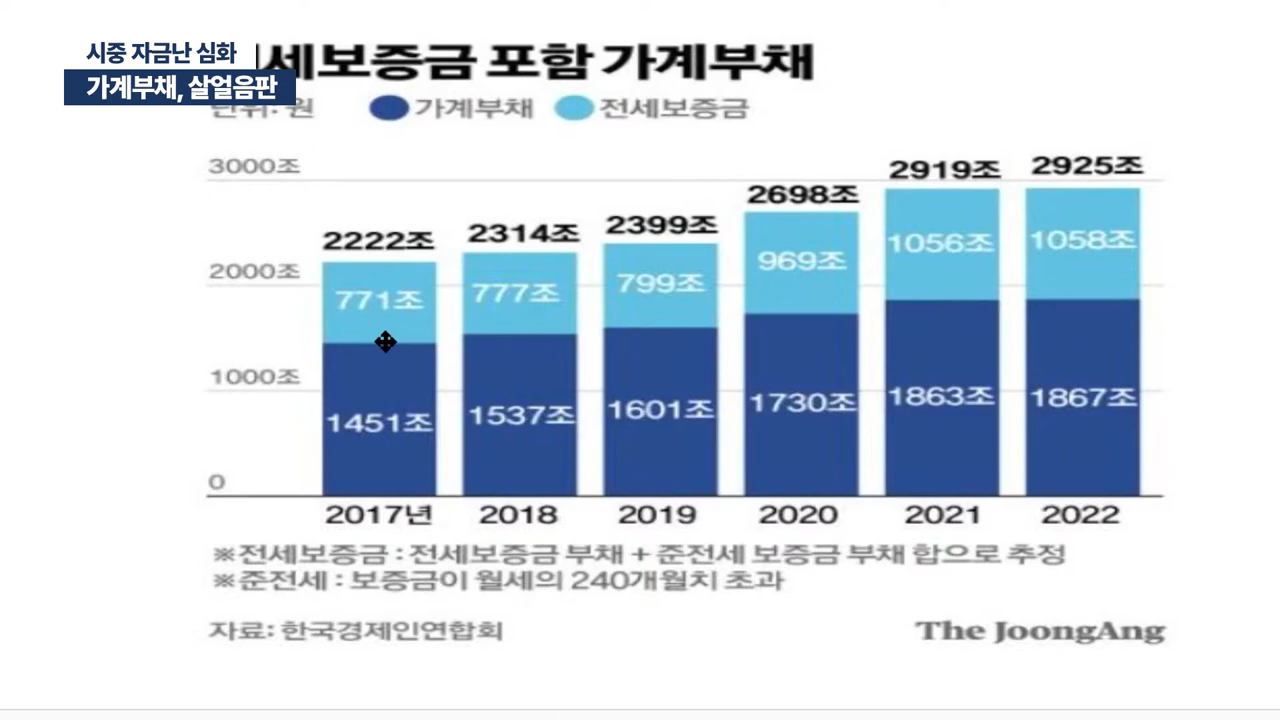 시중 자금난 심화
가계부채, 살얼음판
세보증금 포함 가계부채
단위: 원 가계부채 전세보증금
3000조
2000조
1000조
0
2222조
2314조
2399조
2698조
2919조
2925조
771조
777조
799조
969조
1056조
1058조
1451조
1537조
1601조
1730조
1863조
1867조
2017년 2018 2019 2020 2021 2022
※전세보증금 : 전세보증금 부채 + 준전세 보증금 부채 합으로 추정
※준전세 : 보증금이 월세의 240개월치 초과
자료: 한국경제인연합회
The JoongAng